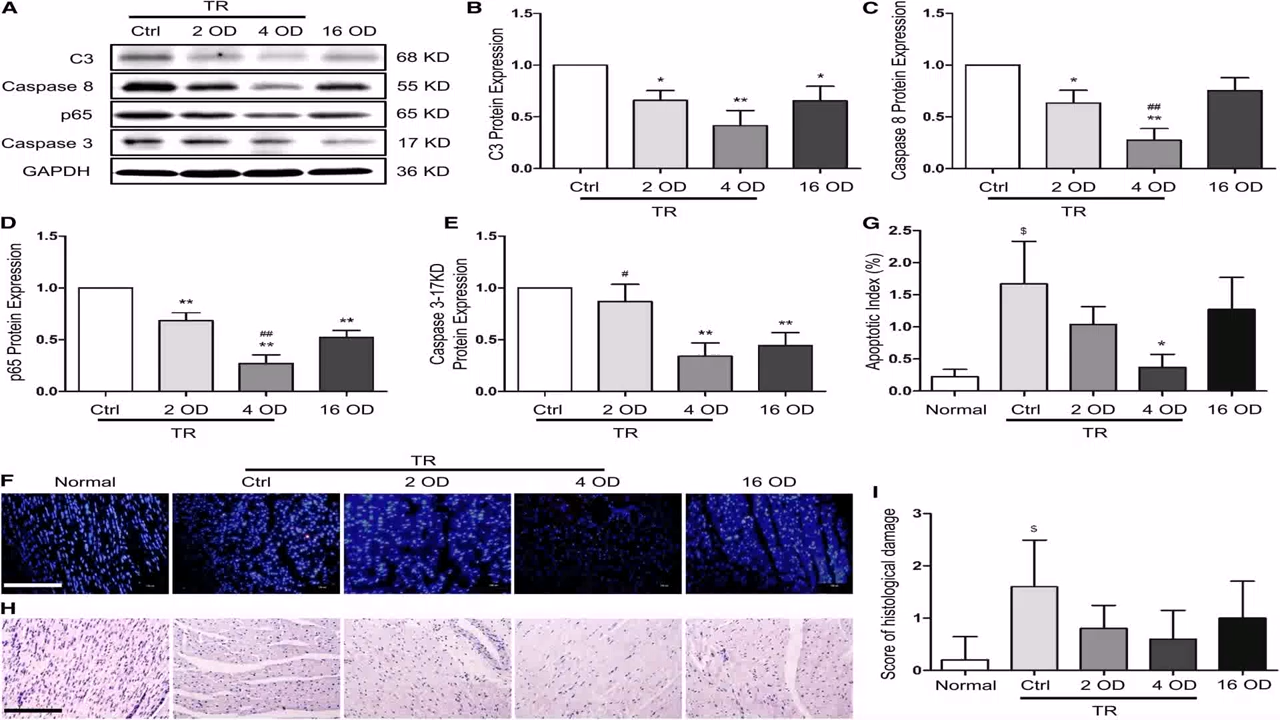 A
TR
Ctrl 2 OD 4 OD 16 OD
C3 68 KD
Caspase 8 55 KD
p65 65 KD
Caspase 3 17 KD
GAPDH 36 KD
B
C3 Protein Expression
1.5
1.0
0.5
0.0
*
**
*
Ctrl 2 OD 4 OD 16 OD
TR
C
Caspase 8 Protein Expression
1.5
1.0
0.5
0.0
*
##
**
Ctrl 2 OD 4 OD 16 OD
TR
D
p65 Protein Expression
1.5
1.0
0.5
0.0
**
##
**
**
Ctrl 2 OD 4 OD 16 OD
TR
E
Caspase 3-17KD
Protein Expression
1.5
1.0
0.5
0.0
#
**
**
Ctrl 2 OD 4 OD 16 OD
TR
G
Apoptotic Index (%)
2.5
2.0
1.5
1.0
0.5
0.0
$
*
Normal Ctrl 2 OD 4 OD 16 OD
TR
F
TR
Normal Ctrl 2 OD 4 OD 16 OD
H
I
Score of histological damage
3
2
1
0
$
Normal Ctrl 2 OD 4 OD 16 OD
TR